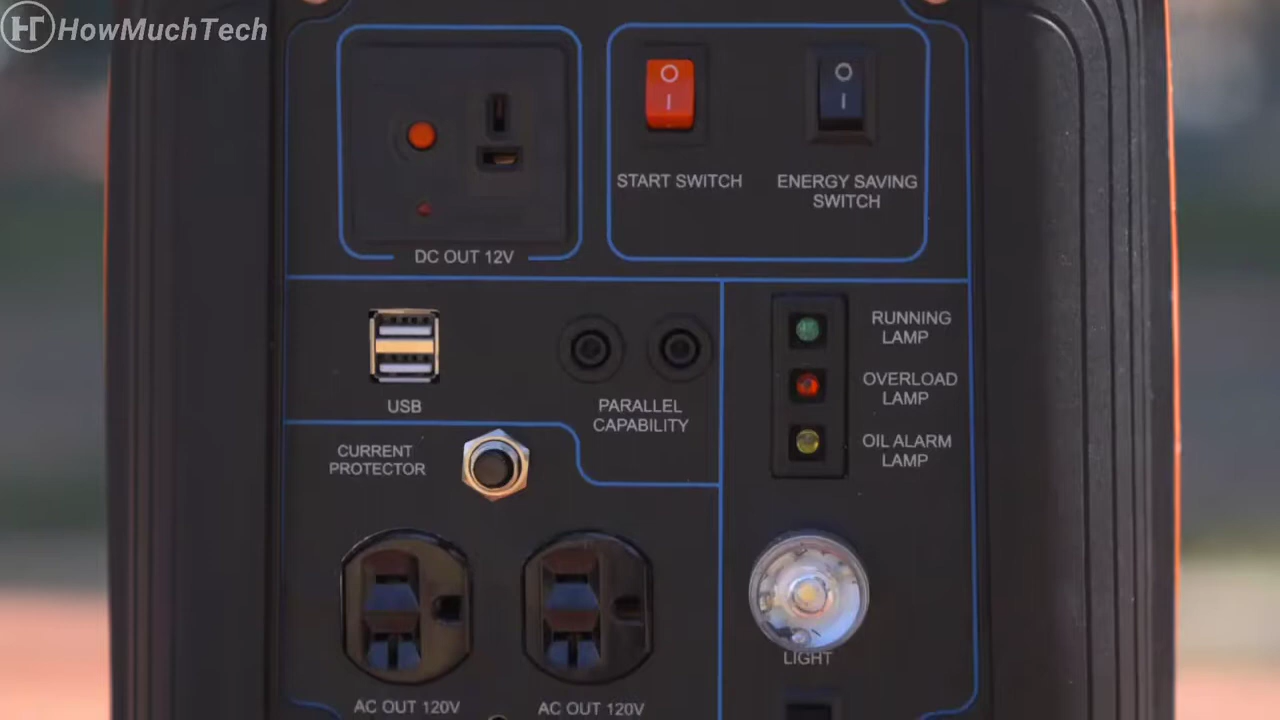 HowMuchTech
START SWITCH
ENERGY SAVING
SWITCH
DC OUT 12V
USB
PARALLEL
CAPABILITY
RUNNING
LAMP
OVERLOAD
LAMP
OIL ALARM
LAMP
CURRENT
PROTECTOR
LIGHT
AC OUT 120V
AC OUT 120V